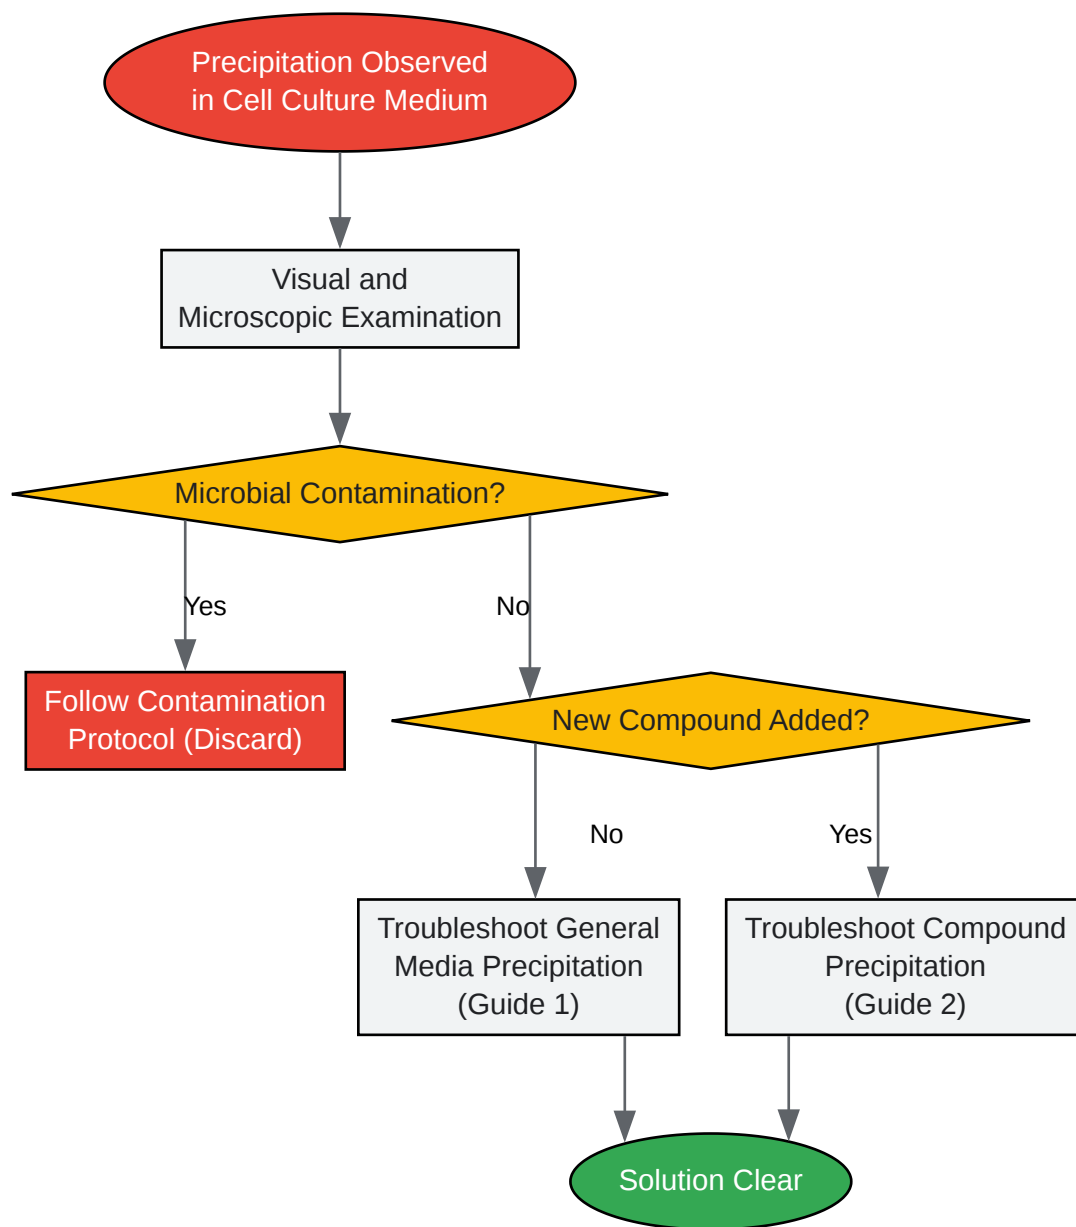 Precipitation Observed
in Cell Culture Medium
Visual and
Microscopic Examination
Microbial Contamination?
Yes
No
Follow Contamination
Protocol (Discard)
New Compound Added?
No
Yes
Troubleshoot General
Media Precipitation
(Guide 1)
Troubleshoot Compound
Precipitation
(Guide 2)
Solution Clear